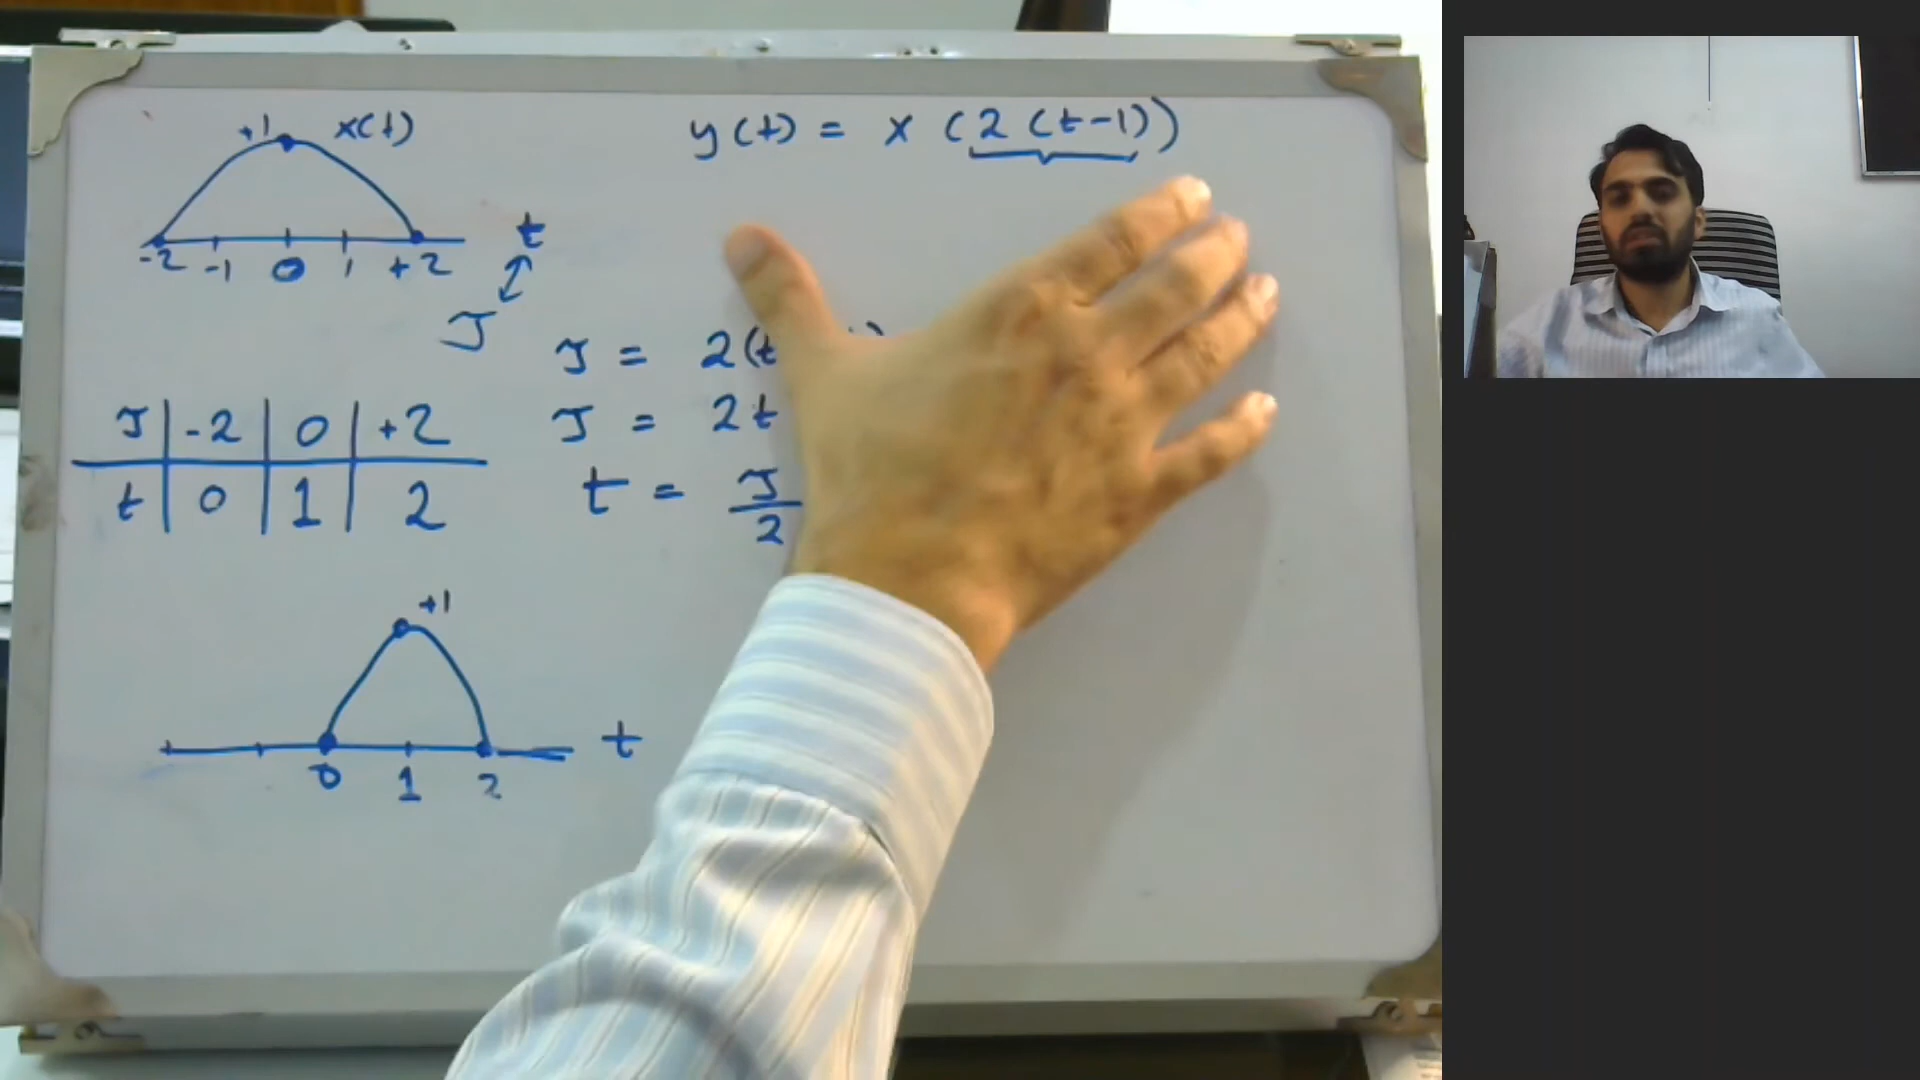 +1 x(t)
y(t) = x (2(t-1))
-2 -1 0 1 +2
t
J
J = 2(t
J = 2t
t = J/2
J | -2 | 0 | +2
t | 0 | 1 | 2
+1
0 1 2
t